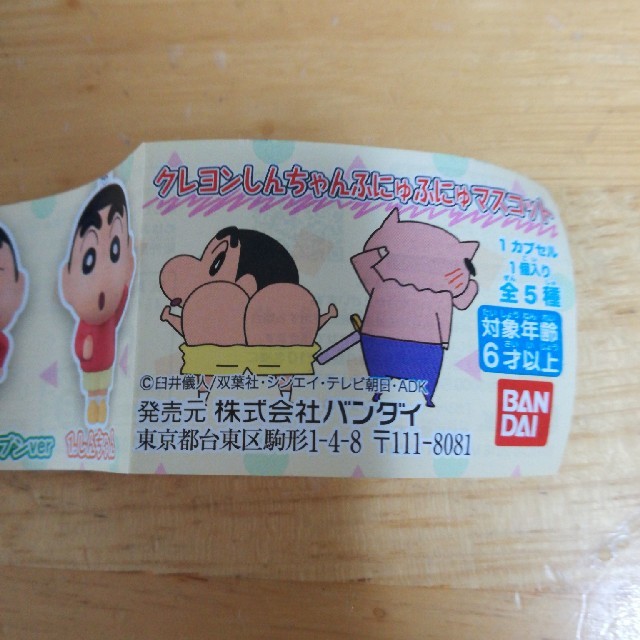 クレヨンしんちゃんふにゅふにゅマスコット
1カプセル
1個入り
全5種
対象年齢
6才以上
©臼井儀人/双葉社・シンエイ・テレビ朝日・ADK
発売元 株式会社バンダイ
東京都台東区駒形1-4-8 〒111-8081
BAN
DAI
ver